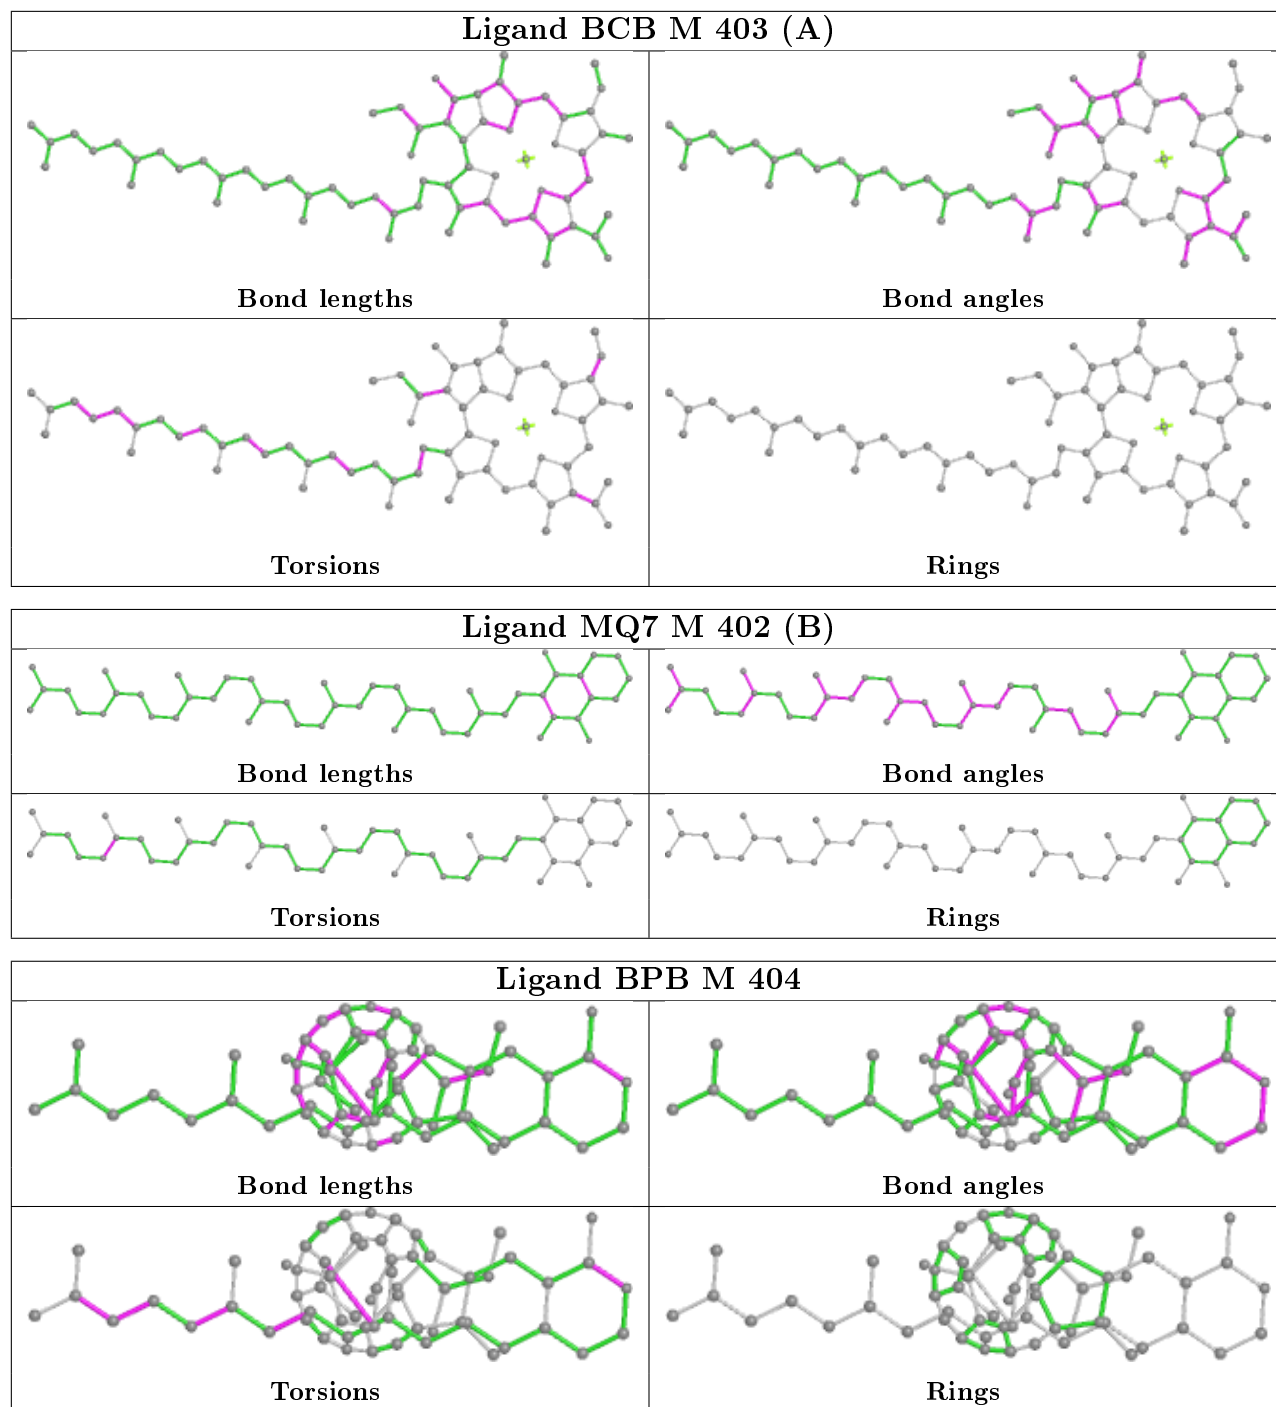 Ligand BCB M 403 (A)
Bond lengths
Bond angles
Torsions
Rings
Ligand MQ7 M 402 (B)
Bond lengths
Bond angles
Torsions
Rings
Ligand BPB M 404
Bond lengths
Bond angles
Torsions
Rings